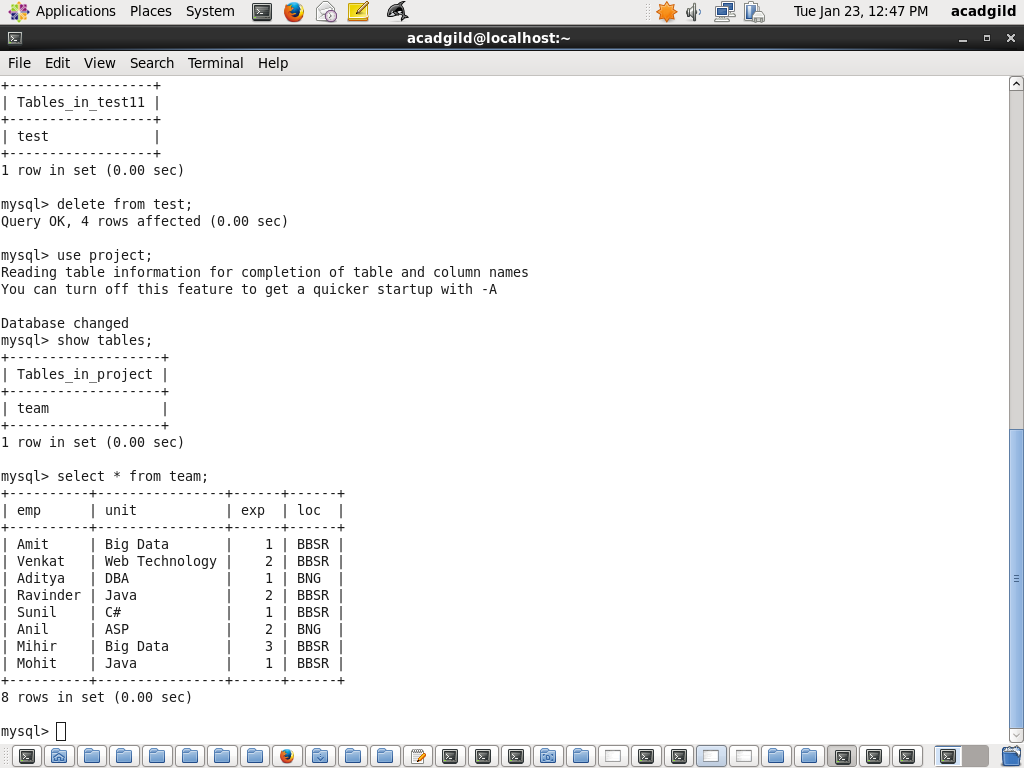 Applications Places System Tue Jan 23, 12:47 PM acadgild
acadgild@localhost:~
File Edit View Search Terminal Help
+------------------+
| Tables_in_test11 |
+------------------+
| test             |
+------------------+
1 row in set (0.00 sec)
mysql> delete from test;
Query OK, 4 rows affected (0.00 sec)
mysql> use project;
Reading table information for completion of table and column names
You can turn off this feature to get a quicker startup with -A
Database changed
mysql> show tables;
+-------------------+
| Tables_in_project |
+-------------------+
| team              |
+-------------------+
1 row in set (0.00 sec)
mysql> select * from team;
+----------+----------------+------+------+
| emp      | unit           | exp  | loc  |
+----------+----------------+------+------+
| Amit     | Big Data       |    1 | BBSR |
| Venkat   | Web Technology |    2 | BBSR |
| Aditya   | DBA            |    1 | BNG  |
| Ravinder | Java           |    2 | BBSR |
| Sunil    | C#             |    1 | BBSR |
| Anil     | ASP            |    2 | BNG  |
| Mihir    | Big Data       |    3 | BBSR |
| Mohit    | Java           |    1 | BBSR |
+----------+----------------+------+------+
8 rows in set (0.00 sec)
mysql>